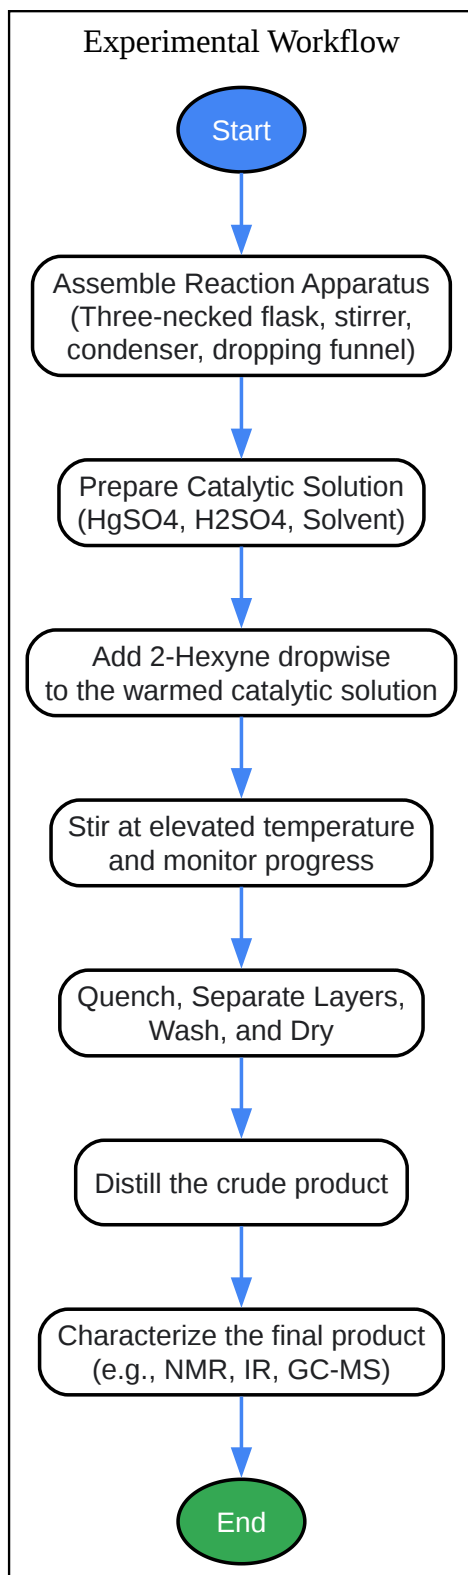 Experimental Workflow
Start
Assemble Reaction Apparatus
(Three-necked flask, stirrer,
condenser, dropping funnel)
Prepare Catalytic Solution
(HgSO4, H2SO4, Solvent)
Add 2-Hexyne dropwise
to the warmed catalytic solution
Stir at elevated temperature
and monitor progress
Quench, Separate Layers,
Wash, and Dry
Distill the crude product
Characterize the final product
(e.g., NMR, IR, GC-MS)
End